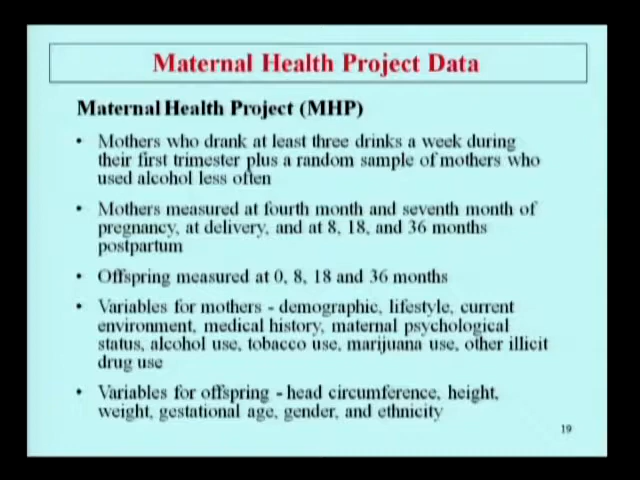 Maternal Health Project Data
Maternal Health Project (MHP)
• Mothers who drank at least three drinks a week during
their first trimester plus a random sample of mothers who
used alcohol less often
• Mothers measured at fourth month and seventh month of
pregnancy, at delivery, and at 8, 18, and 36 months
postpartum
• Offspring measured at 0, 8, 18 and 36 months
• Variables for mothers - demographic, lifestyle, current
environment, medical history, maternal psychological
status, alcohol use, tobacco use, marijuana use, other illicit
drug use
• Variables for offspring - head circumference, height,
weight, gestational age, gender, and ethnicity
19